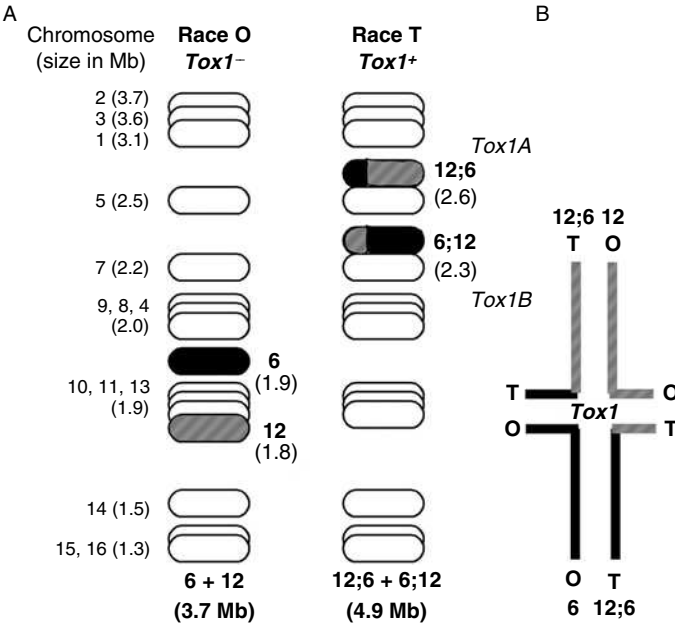 A
B
Chromosome
(size in Mb)
Race O
Tox1–
Race T
Tox1+
2 (3.7)
3 (3.6)
1 (3.1)
Tox1A
12;6
(2.6)
5 (2.5)
6;12
(2.3)
7 (2.2)
Tox1B
9, 8, 4
(2.0)
6
(1.9)
10, 11, 13
(1.9)
12
(1.8)
14 (1.5)
15, 16 (1.3)
6 + 12
(3.7 Mb)
12;6 + 6;12
(4.9 Mb)
12;6 12
T O
T O
Tox1
O T
O T
6 12;6